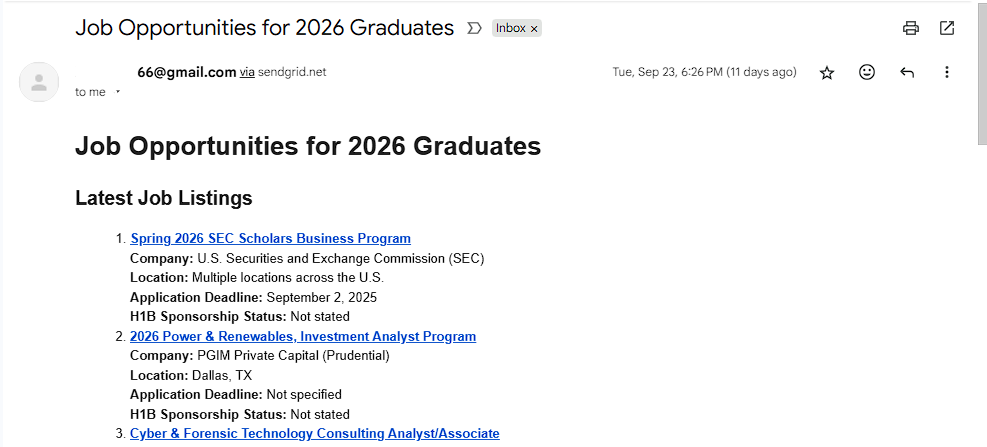 Job Opportunities for 2026 Graduates Inbox x
66@gmail.com via sendgrid.net Tue, Sep 23, 6:26 PM (11 days ago)
to me
Job Opportunities for 2026 Graduates
Latest Job Listings
1. Spring 2026 SEC Scholars Business Program
Company: U.S. Securities and Exchange Commission (SEC)
Location: Multiple locations across the U.S.
Application Deadline: September 2, 2025
H1B Sponsorship Status: Not stated
2. 2026 Power & Renewables, Investment Analyst Program
Company: PGIM Private Capital (Prudential)
Location: Dallas, TX
Application Deadline: Not specified
H1B Sponsorship Status: Not stated
3. Cyber & Forensic Technology Consulting Analyst/Associate